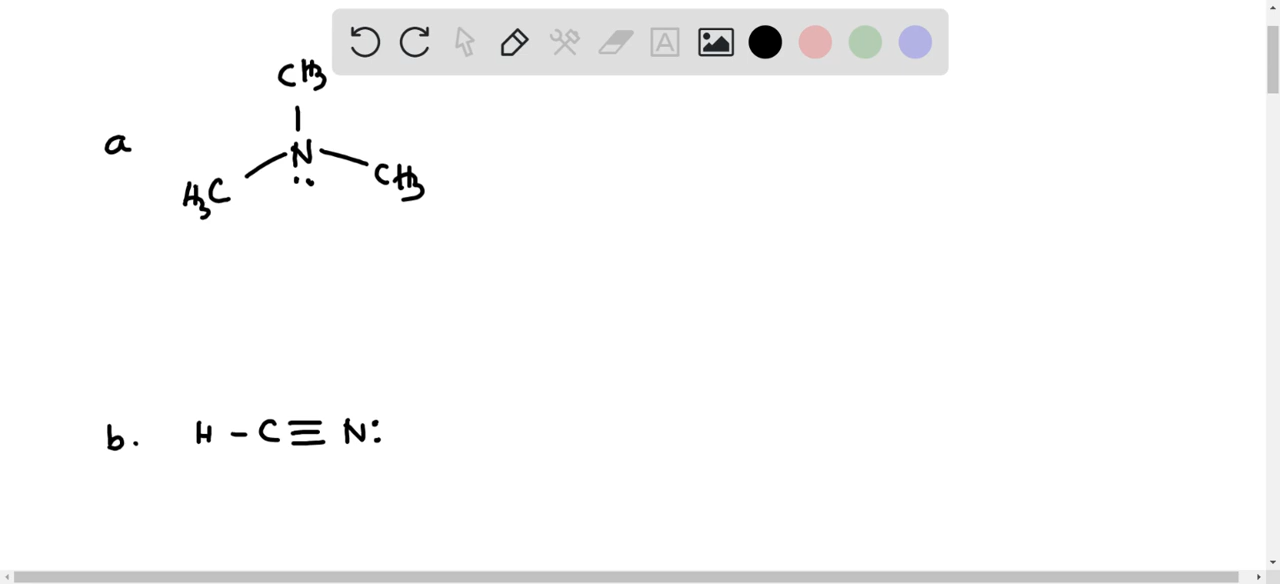 CH3
a
N
H3C
CH3
b. H - C ≡ N: